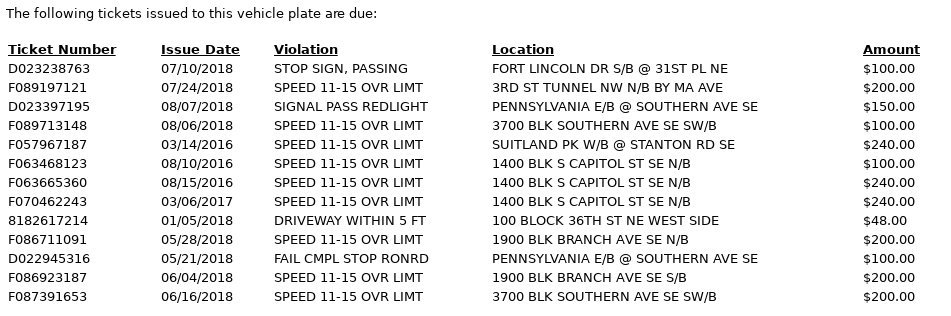 The following tickets issued to this vehicle plate are due:
Ticket Number Issue Date Violation Location Amount
D023238763 07/10/2018 STOP SIGN, PASSING FORT LINCOLN DR S/B @ 31ST PL NE $100.00
F089197121 07/24/2018 SPEED 11-15 OVR LIMT 3RD ST TUNNEL NW N/B BY MA AVE $200.00
D023397195 08/07/2018 SIGNAL PASS REDLIGHT PENNSYLVANIA E/B @ SOUTHERN AVE SE $150.00
F089713148 08/06/2018 SPEED 11-15 OVR LIMT 3700 BLK SOUTHERN AVE SE SW/B $100.00
F057967187 03/14/2016 SPEED 11-15 OVR LIMT SUITLAND PK W/B @ STANTON RD SE $240.00
F063468123 08/10/2016 SPEED 11-15 OVR LIMT 1400 BLK S CAPITOL ST SE N/B $100.00
F063665360 08/15/2016 SPEED 11-15 OVR LIMT 1400 BLK S CAPITOL ST SE N/B $240.00
F070462243 03/06/2017 SPEED 11-15 OVR LIMT 1400 BLK S CAPITOL ST SE N/B $240.00
8182617214 01/05/2018 DRIVEWAY WITHIN 5 FT 100 BLOCK 36TH ST NE WEST SIDE $48.00
F086711091 05/28/2018 SPEED 11-15 OVR LIMT 1900 BLK BRANCH AVE SE N/B $200.00
D022945316 05/21/2018 FAIL CMPL STOP RONRD PENNSYLVANIA E/B @ SOUTHERN AVE SE $100.00
F086923187 06/04/2018 SPEED 11-15 OVR LIMT 1900 BLK BRANCH AVE SE S/B $200.00
F087391653 06/16/2018 SPEED 11-15 OVR LIMT 3700 BLK SOUTHERN AVE SE SW/B $200.00